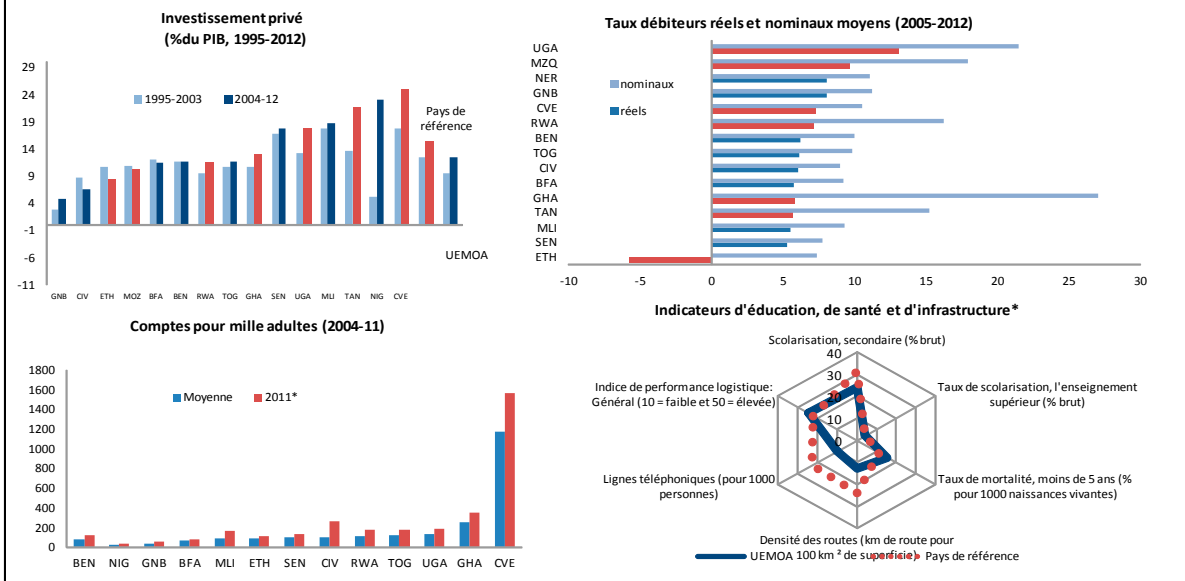 Investissement privé
(%du PIB, 1995-2012)
29
24
19
14
9
4
-1
-6
-11
1995-2003
2004-12
Pays de
référence
UEMOA
GNB CIV ETH MOZ BFA BEN RWA TOG GHA SEN UGA MLI TAN NIG CVE
Taux débiteurs réels et nominaux moyens (2005-2012)
UGA
MZQ
NER
GNB
CVE
RWA
BEN
TOG
CIV
BFA
GHA
TAN
MLI
SEN
ETH
nominaux
réels
-10 -5 0 5 10 15 20 25 30
Comptes pour mille adultes (2004-11)
1800
1600
1400
1200
1000
800
600
400
200
0
Moyenne
2011*
BEN NIG GNB BFA MLI ETH SEN CIV RWA TOG UGA GHA CVE
Indicateurs d'éducation, de santé et d'infrastructure*
Scolarisation, secondaire (% brut)
40
30
20
10
0
Taux de scolarisation, l'enseignement
supérieur (% brut)
Taux de mortalité, moins de 5 ans (%
pour 1000 naissances vivantes)
Densité des routes (km de route pour
100 km ² de superficie)
Lignes téléphoniques (pour 1000
personnes)
Indice de performance logistique:
Général (10 = faible et 50 = élevée)
UEMOA
Pays de référence